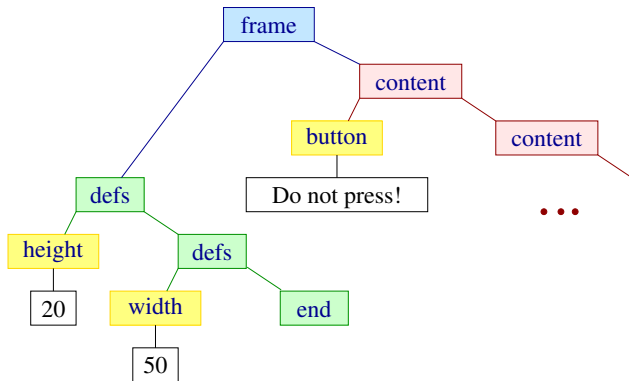 frame
content
button
content
Do not press!
defs
...
height
defs
20
width
end
50